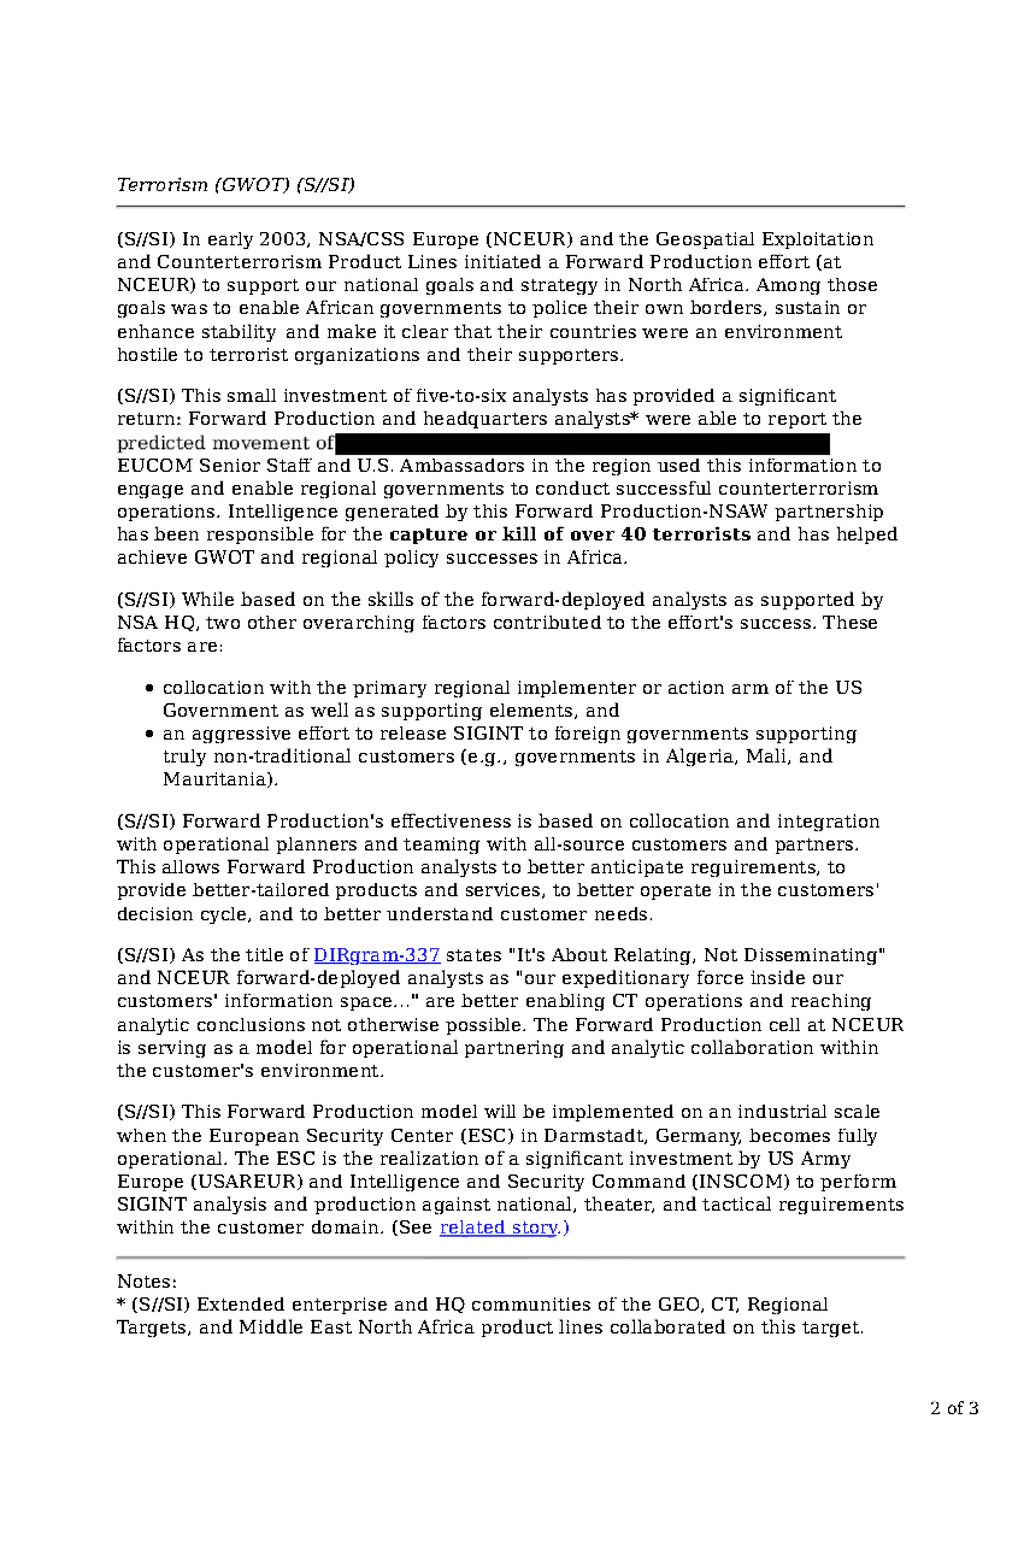 Terrorism (GWOT) (S//SI)
(S//SI) In early 2003, NSA/CSS Europe (NCEUR) and the Geospatial Exploitation
and Counterterrorism Product Lines initiated a Forward Production effort (at
NCEUR) to support our national goals and strategy in North Africa. Among those
goals was to enable African governments to police their own borders, sustain or
enhance stability and make it clear that their countries were an environment
hostile to terrorist organizations and their supporters.
(S//SI) This small investment of five-to-six analysts has provided a significant
return: Forward Production and headquarters analysts* were able to report the
predicted movement of
EUCOM Senior Staff and U.S. Ambassadors in the region used this information to
engage and enable regional governments to conduct successful counterterrorism
operations. Intelligence generated by this Forward Production-NSAW partnership
has been responsible for the capture or kill of over 40 terrorists and has helped
achieve GWOT and regional policy successes in Africa.
(S//SI) While based on the skills of the forward-deployed analysts as supported by
NSA HQ, two other overarching factors contributed to the effort's success. These
factors are:
• collocation with the primary regional implementer or action arm of the US
Government as well as supporting elements, and
• an aggressive effort to release SIGINT to foreign governments supporting
truly non-traditional customers (e.g., governments in Algeria, Mali, and
Mauritania).
(S//SI) Forward Production's effectiveness is based on collocation and integration
with operational planners and teaming with all-source customers and partners.
This allows Forward Production analysts to better anticipate requirements, to
provide better-tailored products and services, to better operate in the customers'
decision cycle, and to better understand customer needs.
(S//SI) As the title of DIRgram-337 states "It's About Relating, Not Disseminating"
and NCEUR forward-deployed analysts as "our expeditionary force inside our
customers' information space..." are better enabling CT operations and reaching
analytic conclusions not otherwise possible. The Forward Production cell at NCEUR
is serving as a model for operational partnering and analytic collaboration within
the customer's environment.
(S//SI) This Forward Production model will be implemented on an industrial scale
when the European Security Center (ESC) in Darmstadt, Germany, becomes fully
operational. The ESC is the realization of a significant investment by US Army
Europe (USAREUR) and Intelligence and Security Command (INSCOM) to perform
SIGINT analysis and production against national, theater, and tactical requirements
within the customer domain. (See related story.)
Notes:
* (S//SI) Extended enterprise and HQ communities of the GEO, CT, Regional
Targets, and Middle East North Africa product lines collaborated on this target.
2 of 3